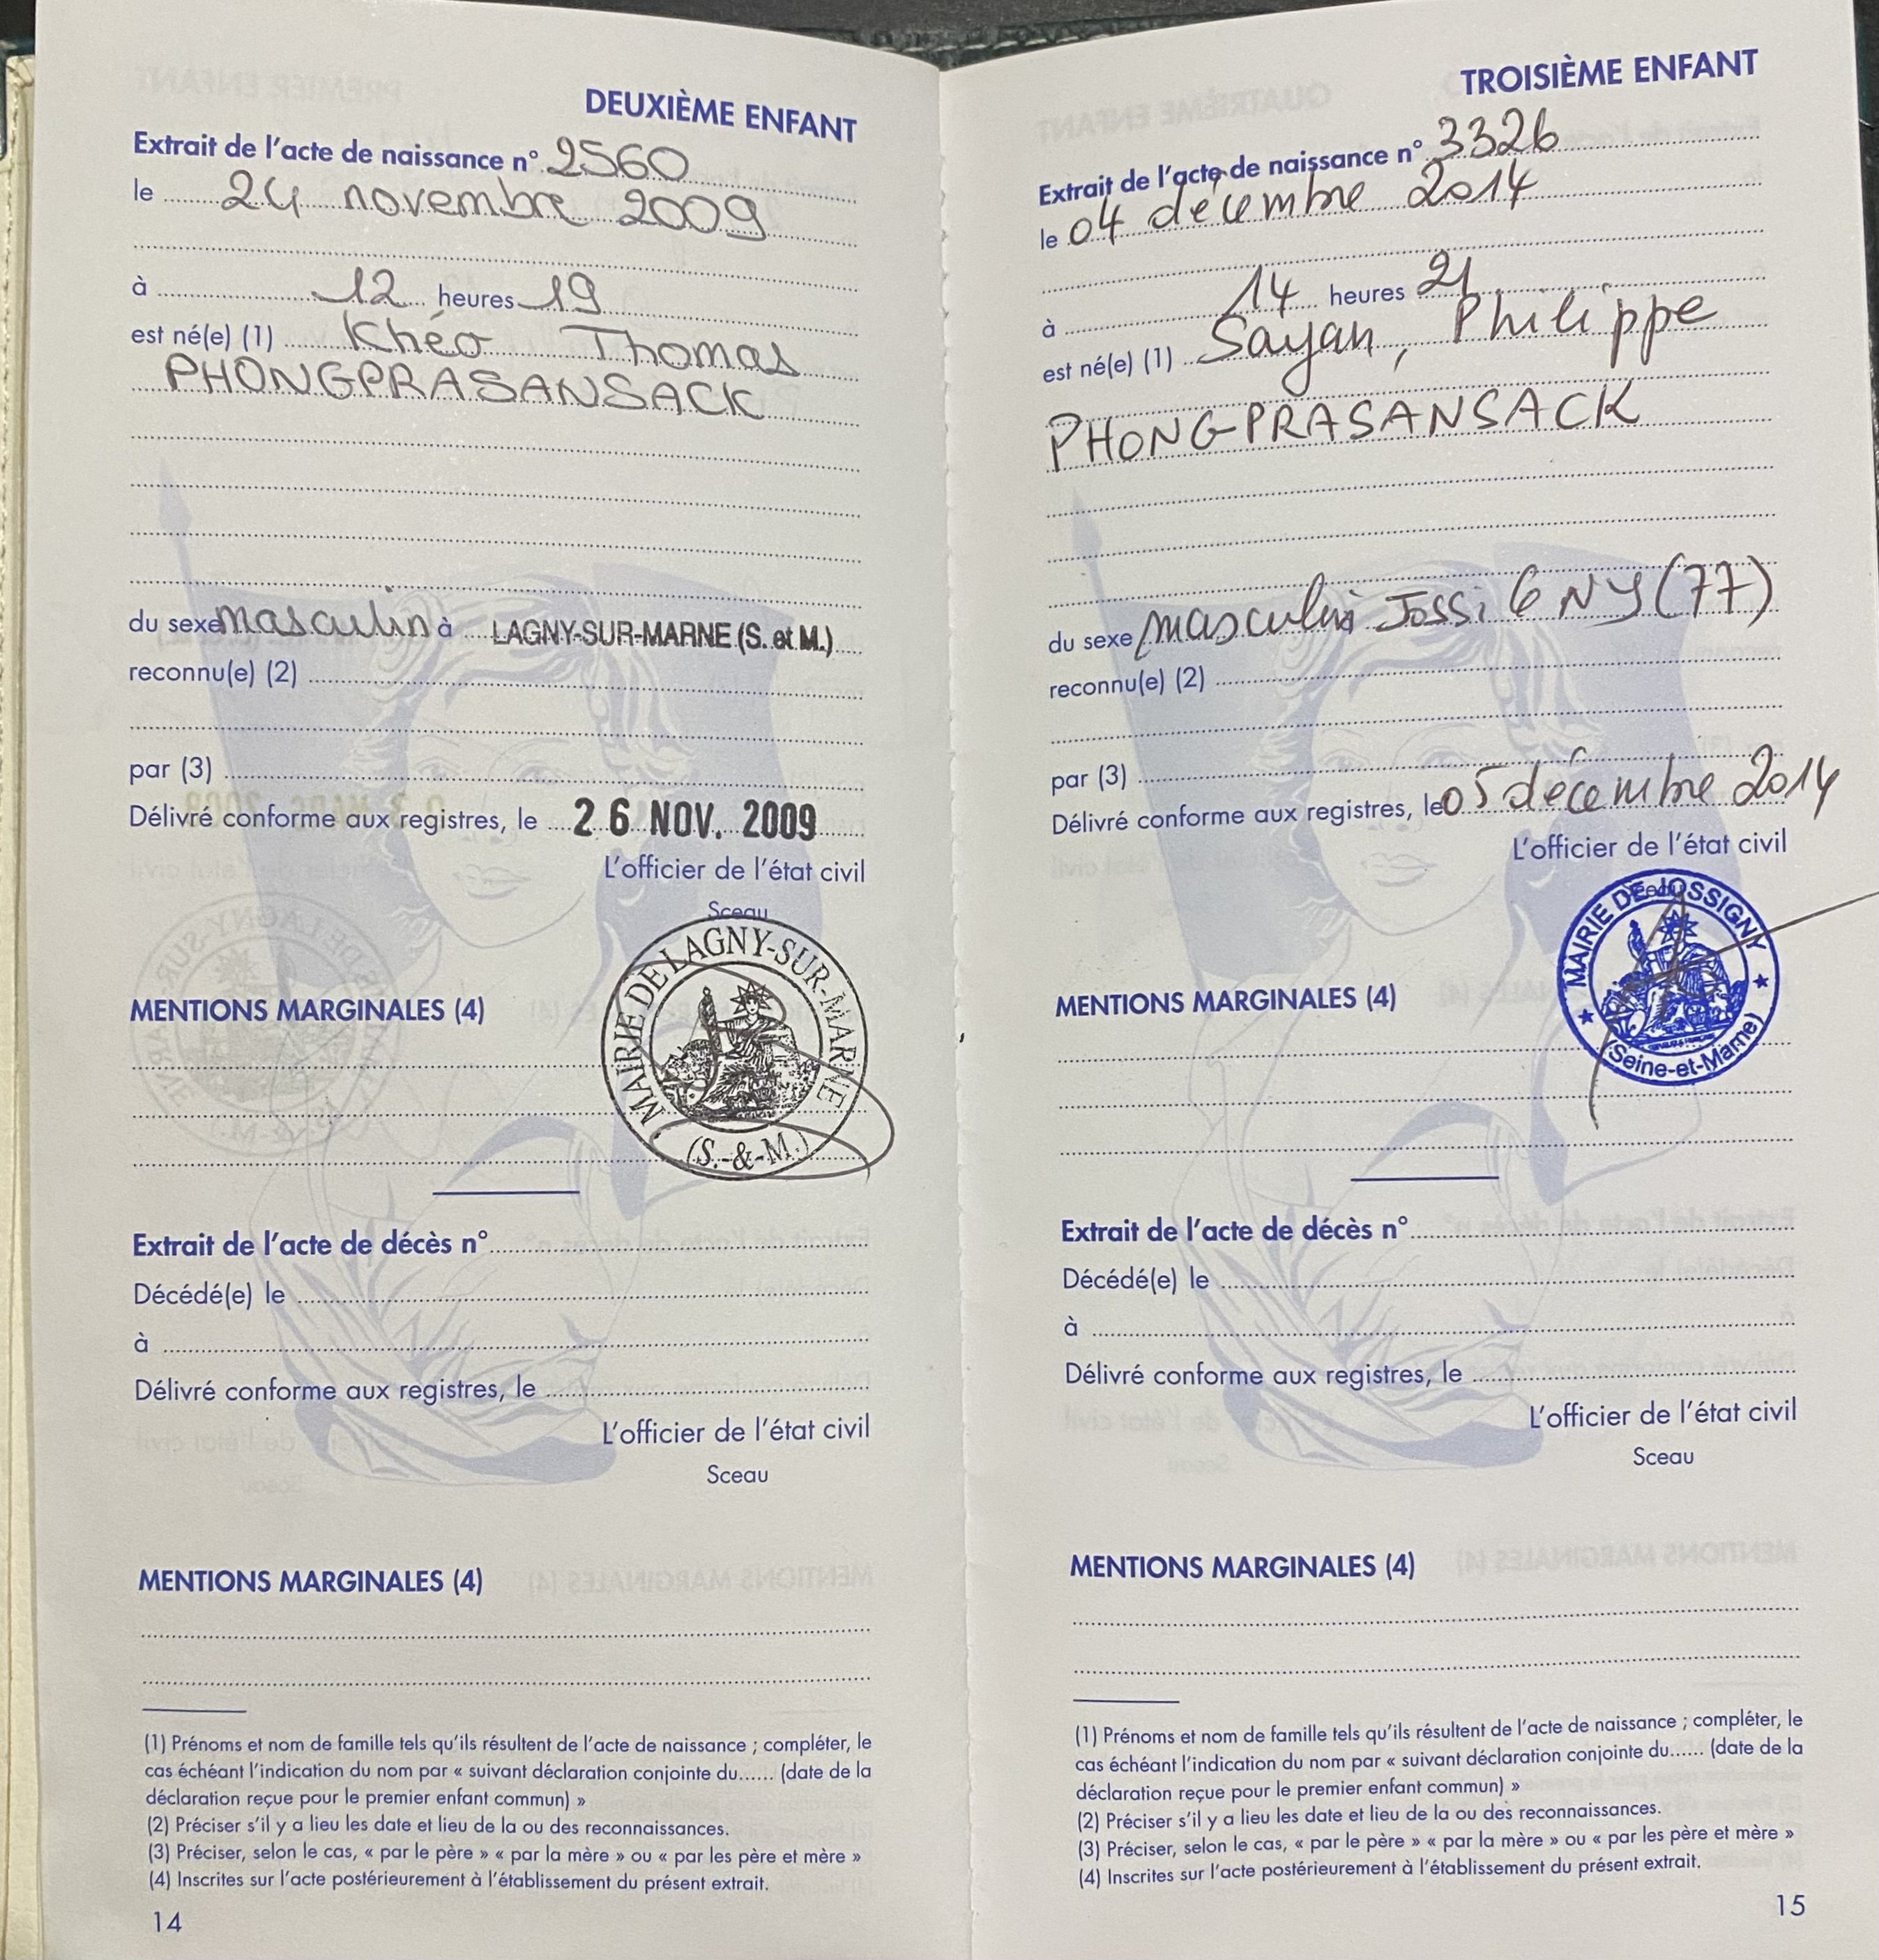 DEUXIÈME ENFANT
Extrait de l'acte de naissance n° 2560
le 24 novembre 2009
à 12 heures 19
est né(e) (1) Khéo Thomas
PHONGPRASANSACK
du sexe masculin à LAGNY-SUR-MARNE (S. et M.)
reconnu(e) (2)
par (3)
Délivré conforme aux registres, le 26 NOV. 2009
L'officier de l'état civil
Sceau
MAIRIE DE LAGNY-SUR-MARNE
(S.-&-M.)
MENTIONS MARGINALES (4)
Extrait de l'acte de décès n°
Décédé(e) le
à
Délivré conforme aux registres, le
L'officier de l'état civil
Sceau
MENTIONS MARGINALES (4)
(1) Prénoms et nom de famille tels qu'ils résultent de l'acte de naissance ; compléter, le
cas échéant l'indication du nom par « suivant déclaration conjointe du...... (date de la
déclaration reçue pour le premier enfant commun) »
(2) Préciser s'il y a lieu les date et lieu de la ou des reconnaissances.
(3) Préciser, selon le cas, « par le père » « par la mère » ou « par les père et mère »
(4) Inscrites sur l'acte postérieurement à l'établissement du présent extrait.
14
TROISIÈME ENFANT
Extrait de l'acte de naissance n° 3326
le 04 décembre 2014
à 14 heures 21
est né(e) (1) Sayan, Philippe
PHONGPRASANSACK
du sexe masculin à JossiGNY (77)
reconnu(e) (2)
par (3)
Délivré conforme aux registres, le 05 décembre 2014
L'officier de l'état civil
Sceau
MAIRIE DE JOSSIGNY
(Seine-et-Marne)
MENTIONS MARGINALES (4)
Extrait de l'acte de décès n°
Décédé(e) le
à
Délivré conforme aux registres, le
L'officier de l'état civil
Sceau
MENTIONS MARGINALES (4)
(1) Prénoms et nom de famille tels qu'ils résultent de l'acte de naissance ; compléter, le
cas échéant l'indication du nom par « suivant déclaration conjointe du...... (date de la
déclaration reçue pour le premier enfant commun) »
(2) Préciser s'il y a lieu les date et lieu de la ou des reconnaissances.
(3) Préciser, selon le cas, « par le père » « par la mère » ou « par les père et mère »
(4) Inscrites sur l'acte postérieurement à l'établissement du présent extrait.
15